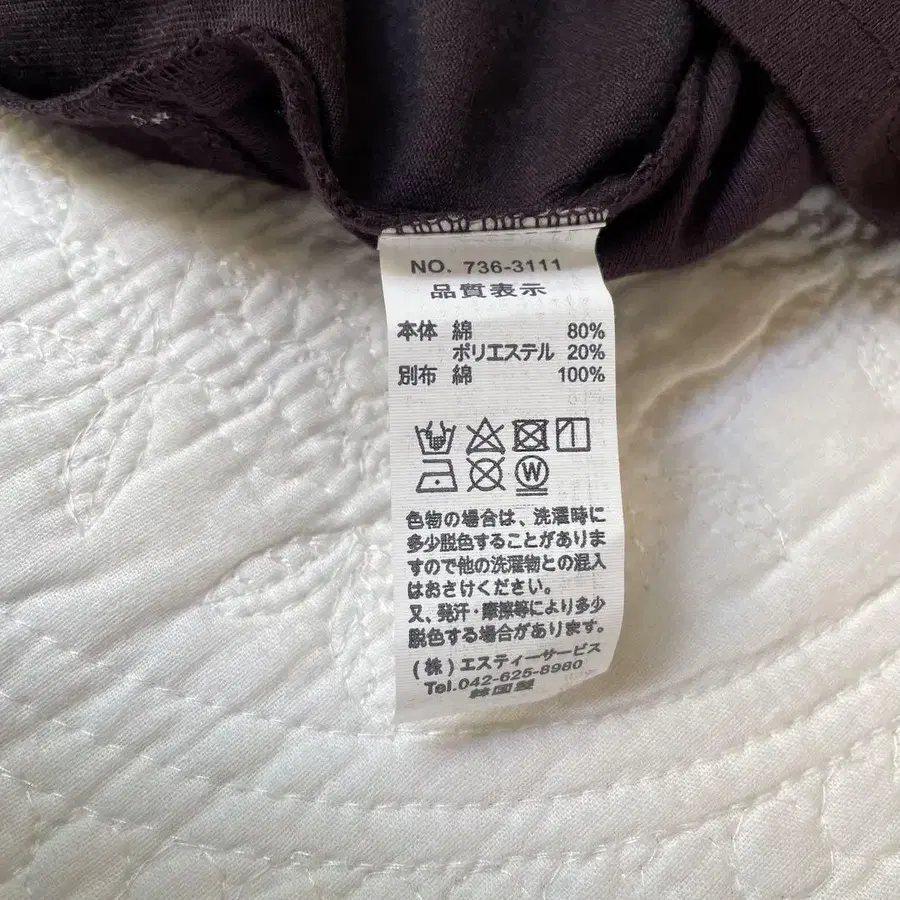 NO. 736-3111
品質表示
本体 綿 80%
ポリエステル 20%
別布 綿 100%
W
色物の場合は、洗濯時に
多少脱色することがありま
すので他の洗濯物との混入
はおさけください。
又、発汗・摩擦等により多少
脱色する場合があります。
(株)エスティーサービス
Tel.042-625-8980
韓国製